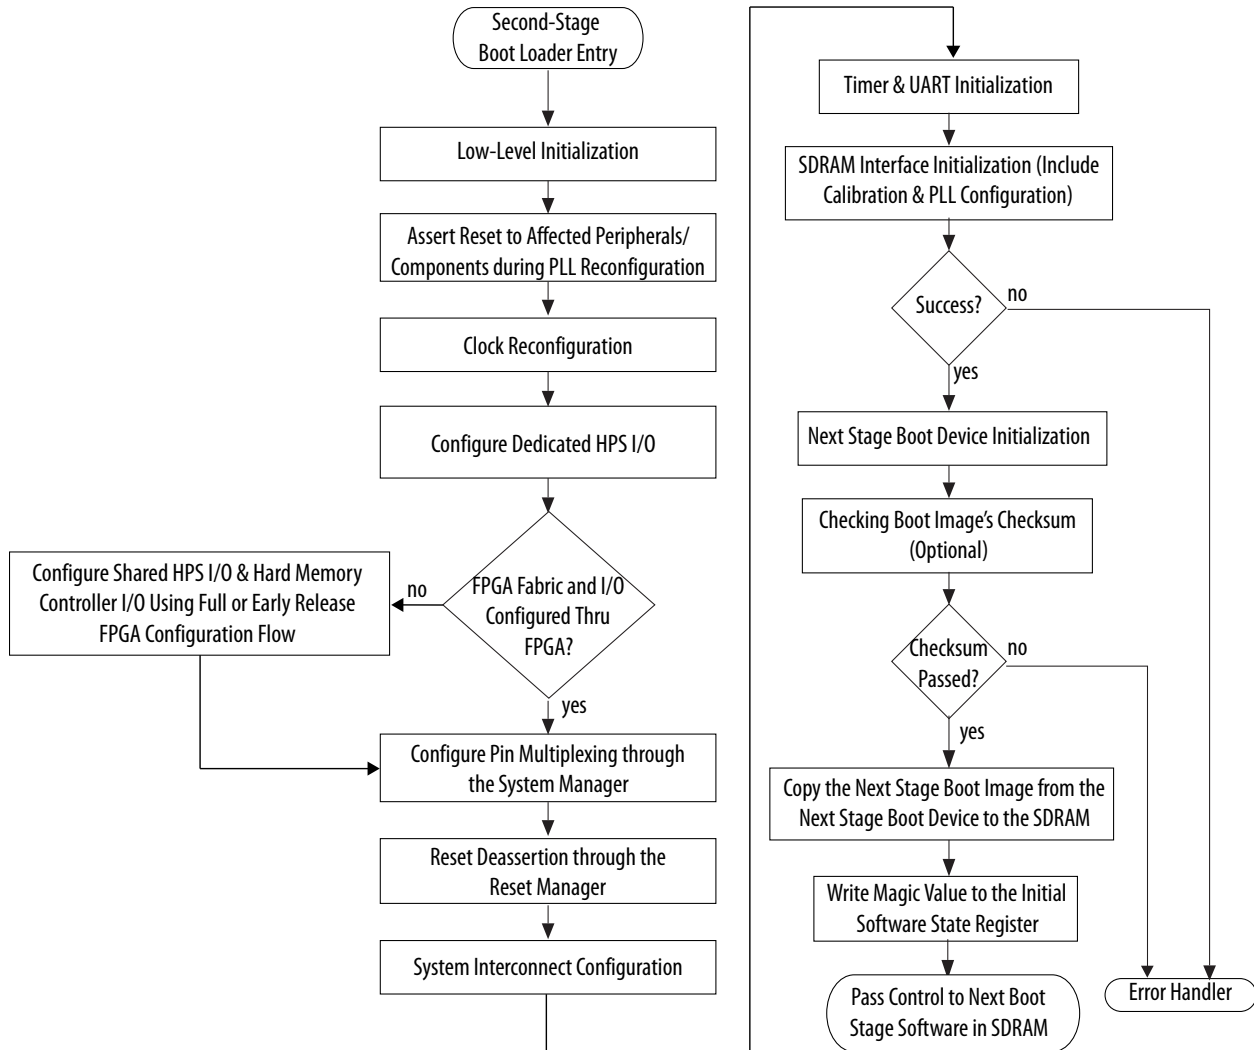 Second-Stage
Boot Loader Entry
Low-Level Initialization
Assert Reset to Affected Peripherals/
Components during PLL Reconfiguration
Clock Reconfiguration
Configure Dedicated HPS I/O
FPGA Fabric and I/O
Configured Thru
FPGA?
no
Configure Shared HPS I/O & Hard Memory
Controller I/O Using Full or Early Release
FPGA Configuration Flow
yes
Configure Pin Multiplexing through
the System Manager
Reset Deassertion through the
Reset Manager
System Interconnect Configuration
Timer & UART Initialization
SDRAM Interface Initialization (Include
Calibration & PLL Configuration)
Success?
no
yes
Next Stage Boot Device Initialization
Checking Boot Image's Checksum
(Optional)
Checksum
Passed?
no
yes
Copy the Next Stage Boot Image from the
Next Stage Boot Device to the SDRAM
Write Magic Value to the Initial
Software State Register
Pass Control to Next Boot
Stage Software in SDRAM
Error Handler